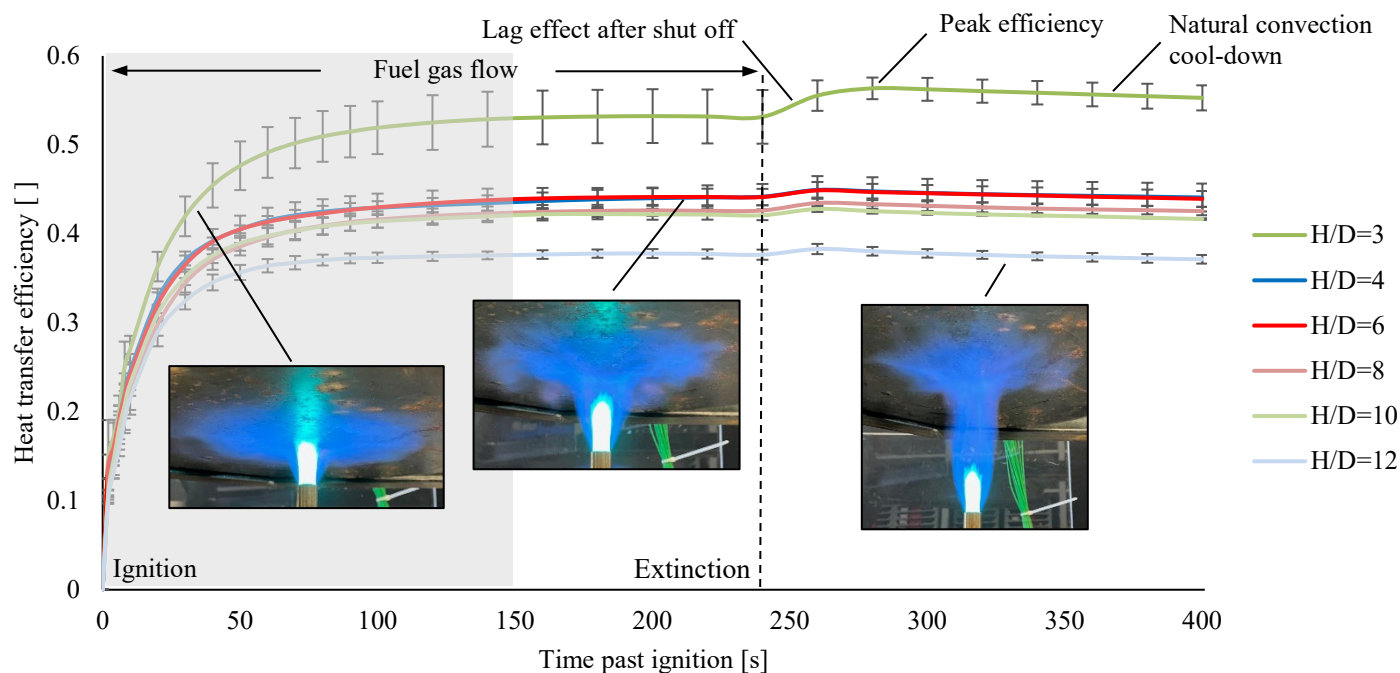 Lag effect after shut off
Peak efficiency
Natural convection
cool-down
Fuel gas flow
Heat transfer efficiency [ ]
0.6
0.5
0.4
0.3
0.2
0.1
0
Ignition
Extinction
H/D=3
H/D=4
H/D=6
H/D=8
H/D=10
H/D=12
0 50 100 150 200 250 300 350 400
Time past ignition [s]